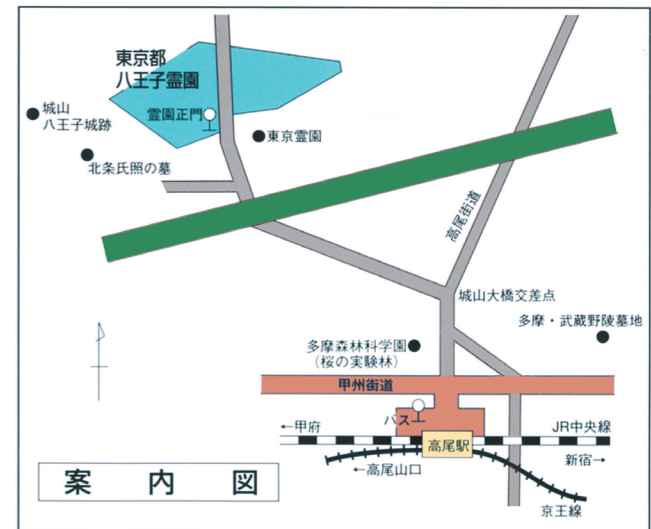 東京都
八王子霊園
霊園正門
城山
八王子城跡
東京霊園
北条氏照の墓
高尾街道
城山大橋交差点
多摩・武蔵野陵墓地
多摩森林科学園
(桜の実験林)
甲州街道
バス
←甲府
JR中央線
高尾駅
新宿→
←高尾山口
京王線
案内図